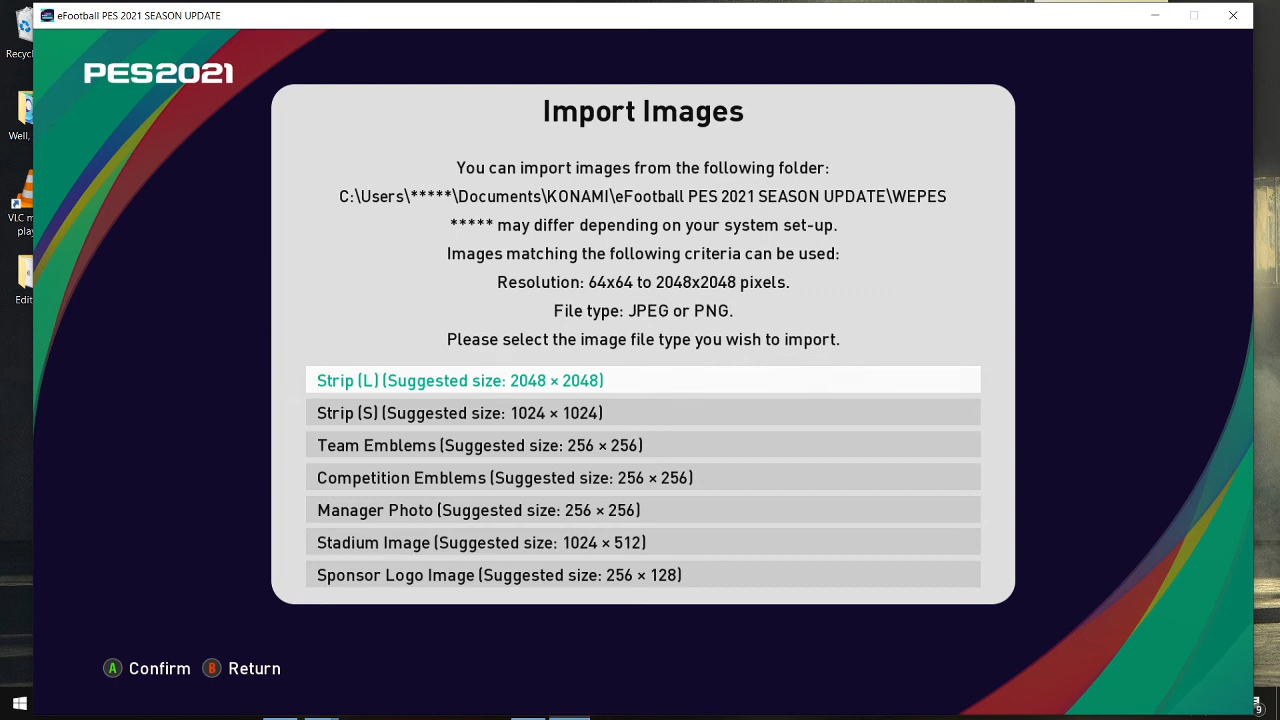 eFootball PES 2021 SEASON UPDATE
PES2021
Import Images
You can import images from the following folder:
C:\Users\*****\Documents\KONAMI\eFootball PES 2021 SEASON UPDATE\WEPES
***** may differ depending on your system set-up.
Images matching the following criteria can be used:
Resolution: 64x64 to 2048x2048 pixels.
File type: JPEG or PNG.
Please select the image file type you wish to import.
Strip (L) (Suggested size: 2048 × 2048)
Strip (S) (Suggested size: 1024 × 1024)
Team Emblems (Suggested size: 256 × 256)
Competition Emblems (Suggested size: 256 × 256)
Manager Photo (Suggested size: 256 × 256)
Stadium Image (Suggested size: 1024 × 512)
Sponsor Logo Image (Suggested size: 256 × 128)
A Confirm B Return